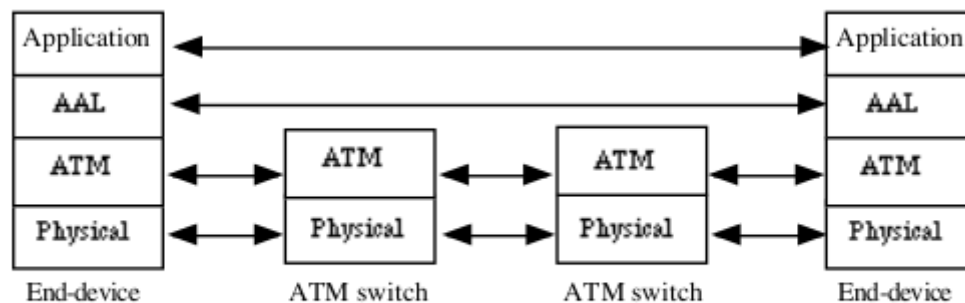 Application Application
AAL AAL
ATM ATM ATM ATM
Physical Physical Physical Physical
End-device ATM switch ATM switch End-device